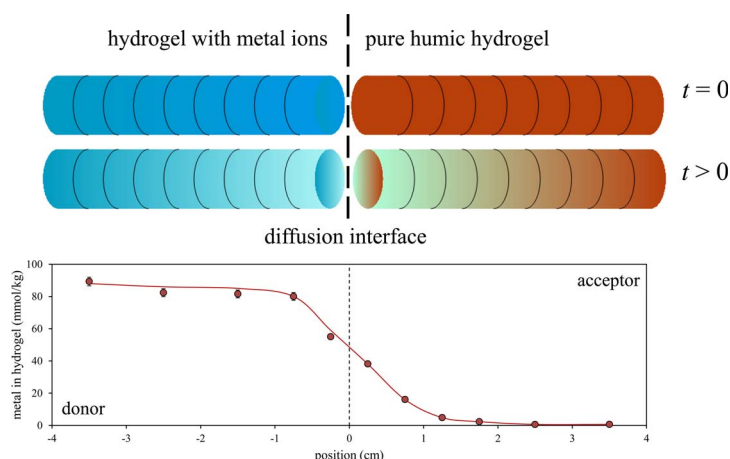 hydrogel with metal ions
pure humic hydrogel
t = 0
t > 0
diffusion interface
100
80
60
40
20
0
metal in hydrogel (mmol/kg)
acceptor
donor
-4
-3
-2
-1
0
1
2
3
4
position (cm)